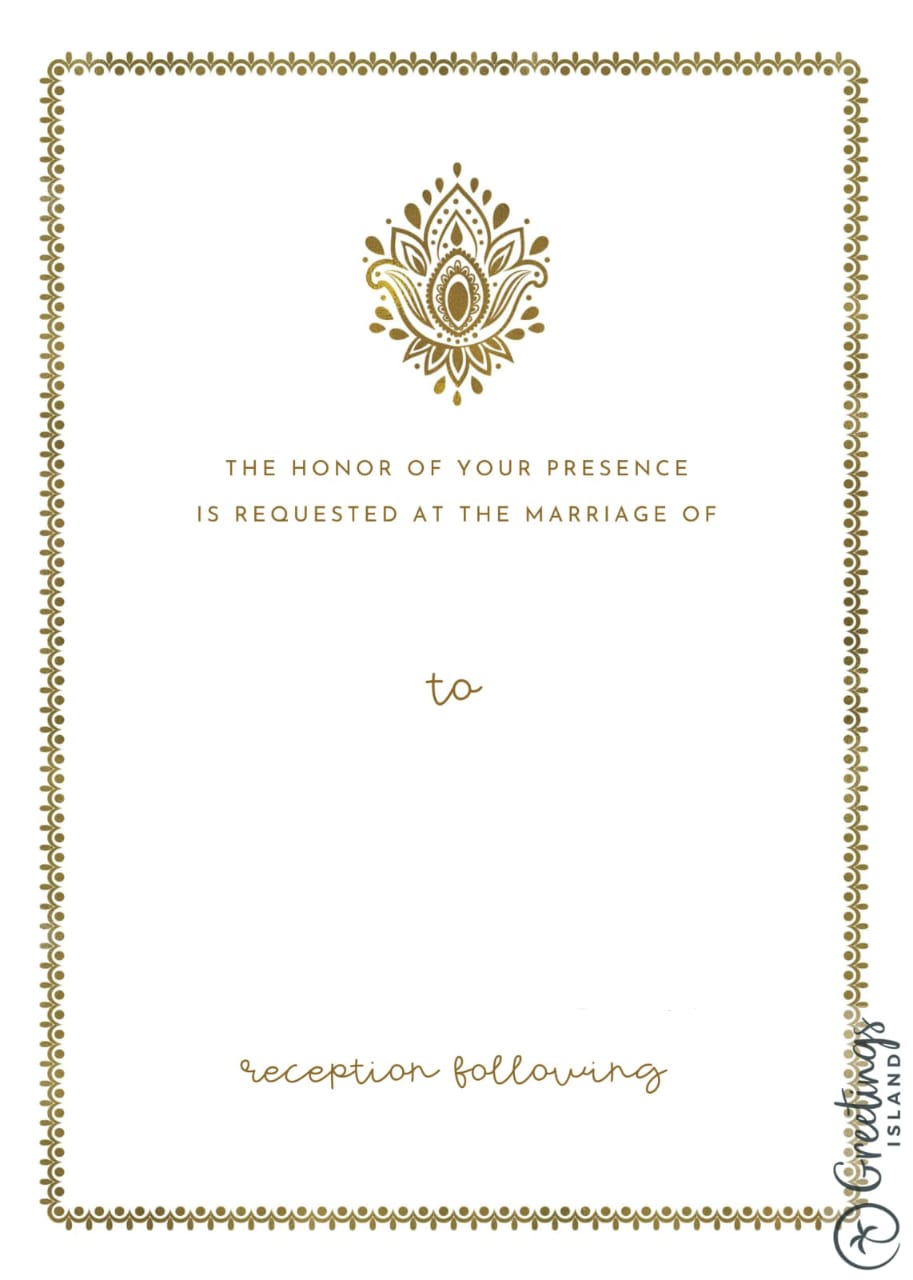 THE HONOR OF YOUR PRESENCE
IS REQUESTED AT THE MARRIAGE OF
to
reception following
Greetings
ISLAND